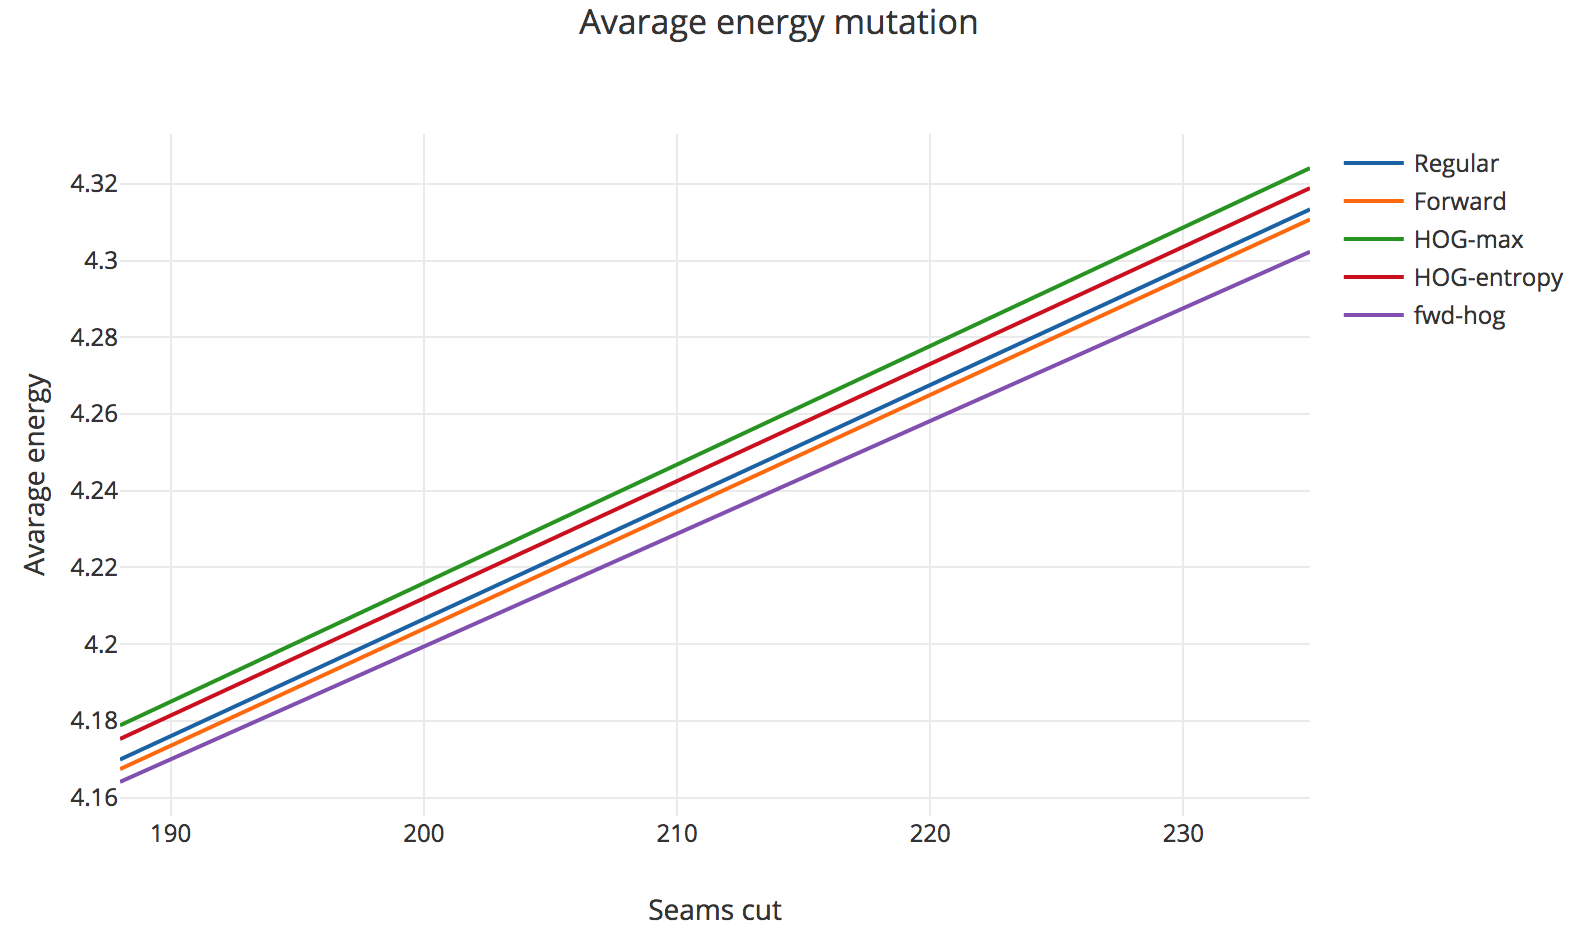 Avarage energy mutation
Regular
Forward
HOG-max
HOG-entropy
fwd-hog
Avarage energy
4.32
4.3
4.28
4.26
4.24
4.22
4.2
4.18
4.16
190 200 210 220 230
Seams cut